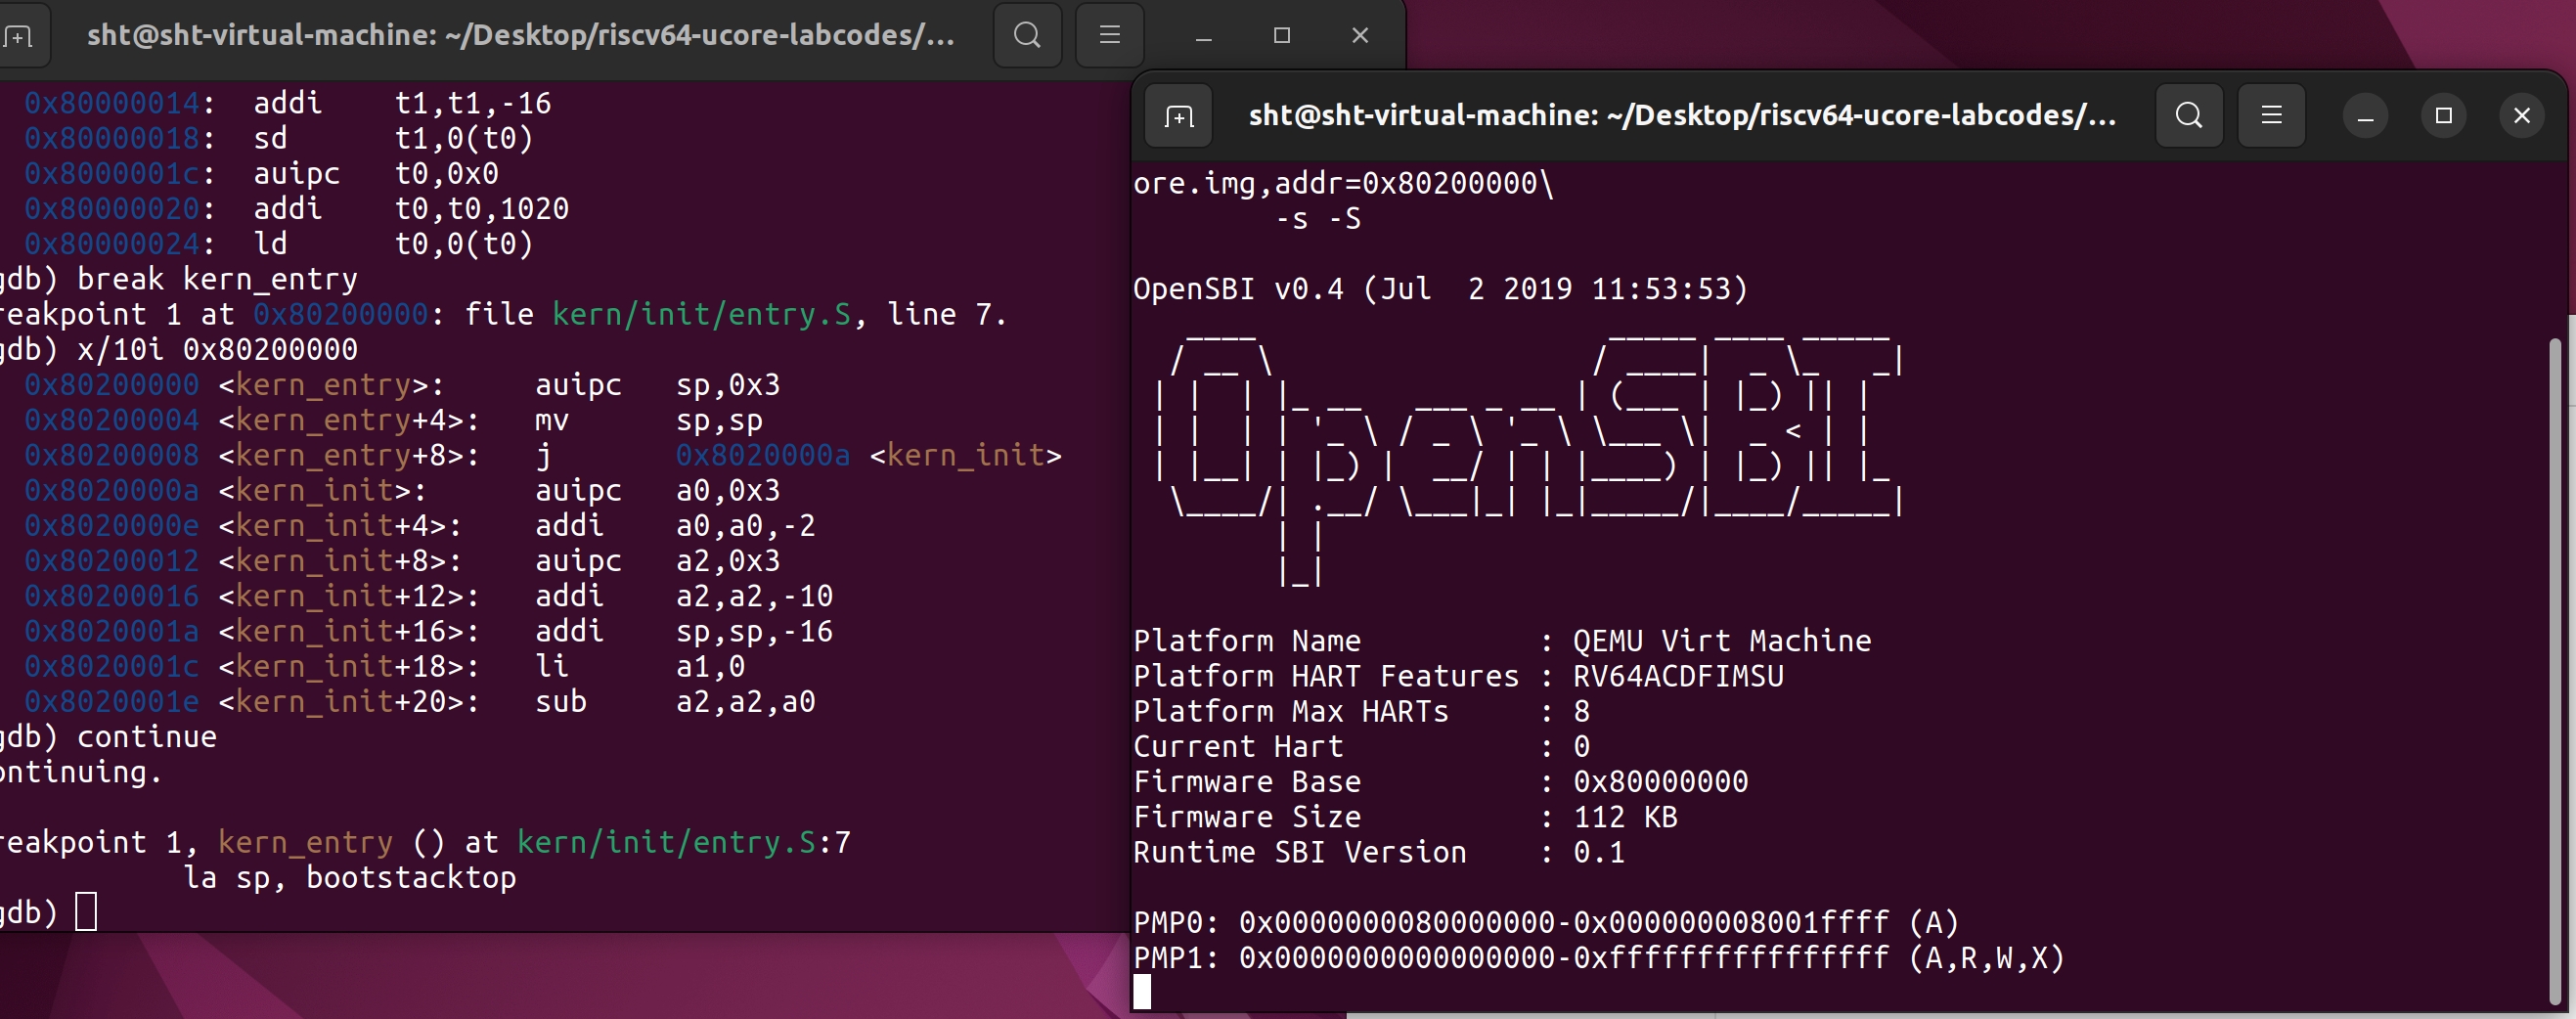 sht@sht-virtual-machine: ~/Desktop/riscv64-ucore-labcodes/...
0x80000014: addi t1,t1,-16
0x80000018: sd t1,0(t0)
0x8000001c: auipc t0,0x0
0x80000020: addi t0,t0,1020
0x80000024: ld t0,0(t0)
gdb) break kern_entry
reakpoint 1 at 0x80200000: file kern/init/entry.S, line 7.
gdb) x/10i 0x80200000
0x80200000 <kern_entry>: auipc sp,0x3
0x80200004 <kern_entry+4>: mv sp,sp
0x80200008 <kern_entry+8>: j 0x8020000a <kern_init>
0x8020000a <kern_init>: auipc a0,0x3
0x8020000e <kern_init+4>: addi a0,a0,-2
0x80200012 <kern_init+8>: auipc a2,0x3
0x80200016 <kern_init+12>: addi a2,a2,-10
0x8020001a <kern_init+16>: addi sp,sp,-16
0x8020001c <kern_init+18>: li a1,0
0x8020001e <kern_init+20>: sub a2,a2,a0
gdb) continue
ontinuing.
reakpoint 1, kern_entry () at kern/init/entry.S:7
la sp, bootstacktop
gdb)
sht@sht-virtual-machine: ~/Desktop/riscv64-ucore-labcodes/...
ore.img,addr=0x80200000\
-s -S
OpenSBI v0.4 (Jul 2 2019 11:53:53)
OpenSBI
Platform Name : QEMU Virt Machine
Platform HART Features : RV64ACDFIMSU
Platform Max HARTs : 8
Current Hart : 0
Firmware Base : 0x80000000
Firmware Size : 112 KB
Runtime SBI Version : 0.1
PMP0: 0x0000000080000000-0x000000008001ffff (A)
PMP1: 0x0000000000000000-0xffffffffffffffff (A,R,W,X)